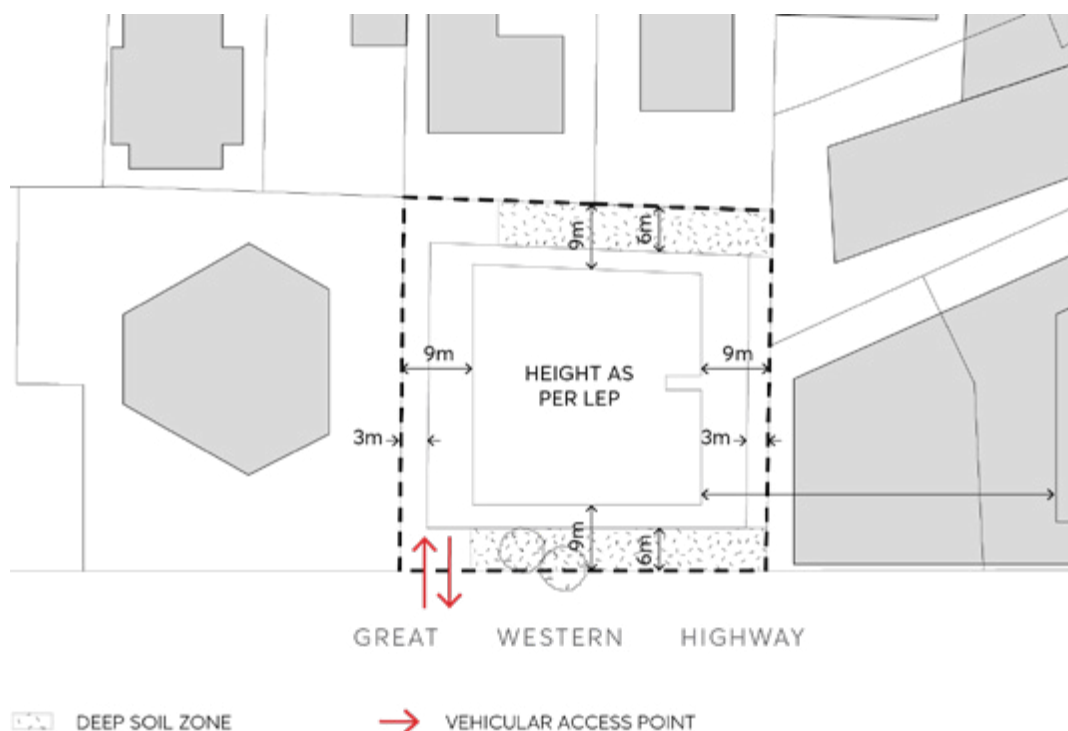 9m
6m
9m
9m
HEIGHT AS
PER LEP
3m
3m
9m
6m
GREAT WESTERN HIGHWAY
DEEP SOIL ZONE
VEHICULAR ACCESS POINT